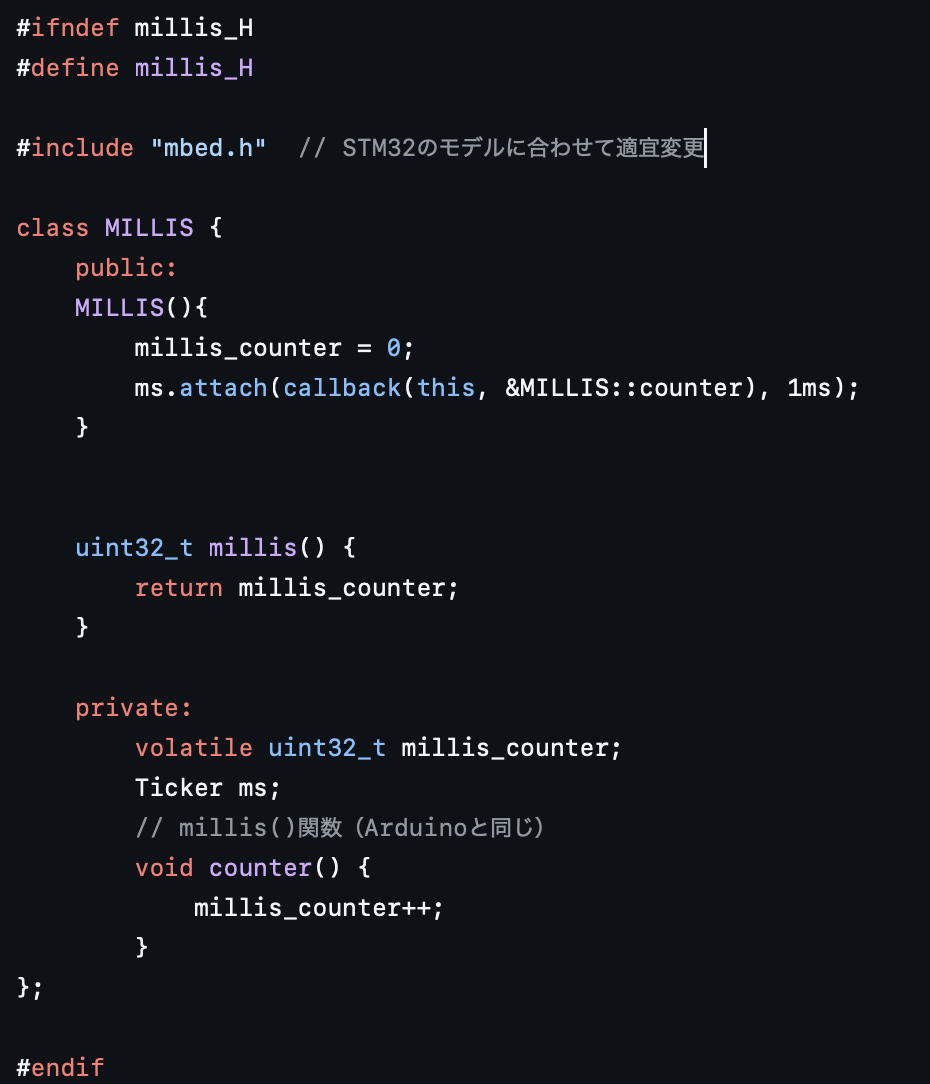 #ifndef millis_H
#define millis_H
#include "mbed.h"  // STM32のモデルに合わせて適宜変更
class MILLIS {
    public:
    MILLIS(){
        millis_counter = 0;
        ms.attach(callback(this, &MILLIS::counter), 1ms);
    }
    uint32_t millis() {
        return millis_counter;
    }
    private:
        volatile uint32_t millis_counter;
        Ticker ms;
        // millis()関数（Arduinoと同じ）
        void counter() {
            millis_counter++;
        }
};
#endif